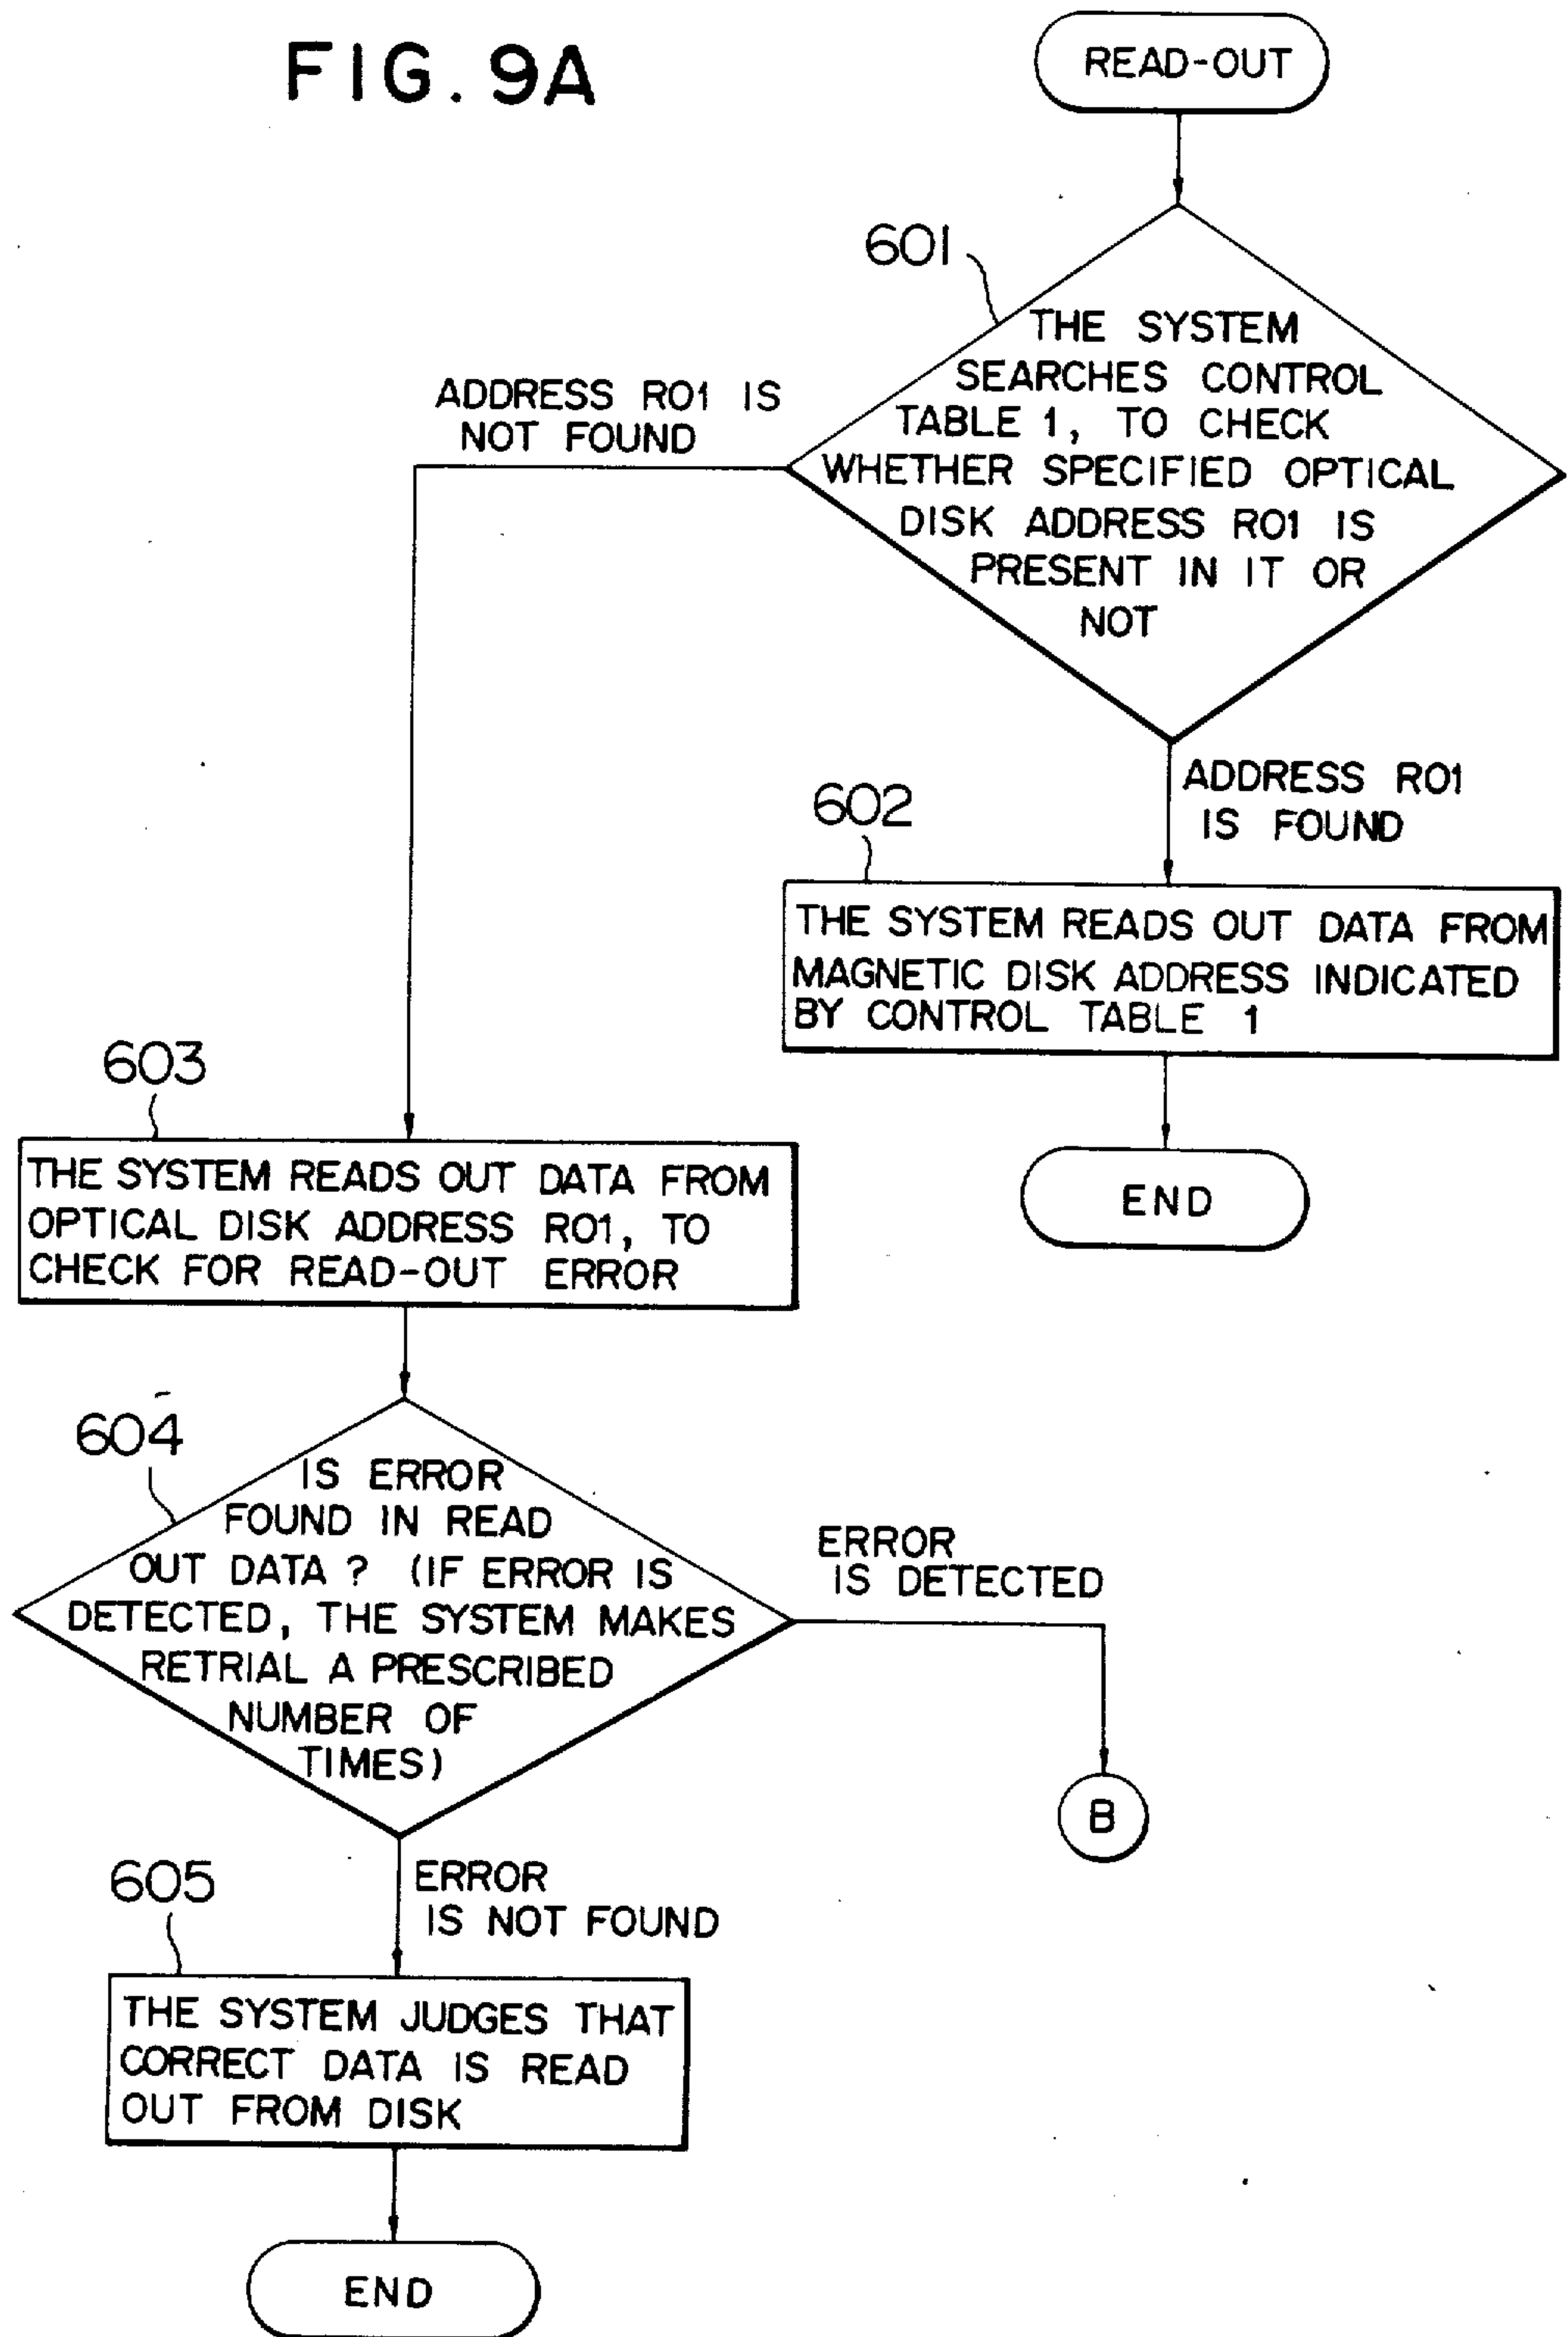 FIG. 9A
READ-OUT
601
THE SYSTEM
SEARCHES CONTROL
TABLE 1, TO CHECK
WHETHER SPECIFIED OPTICAL
DISK ADDRESS R01 IS
PRESENT IN IT OR
NOT
ADDRESS R01 IS
NOT FOUND
ADDRESS R01
IS FOUND
602
THE SYSTEM READS OUT DATA FROM
MAGNETIC DISK ADDRESS INDICATED
BY CONTROL TABLE 1
END
603
THE SYSTEM READS OUT DATA FROM
OPTICAL DISK ADDRESS R01, TO
CHECK FOR READ-OUT ERROR
604
IS ERROR
FOUND IN READ
OUT DATA ? (IF ERROR IS
DETECTED, THE SYSTEM MAKES
RETRIAL A PRESCRIBED
NUMBER OF
TIMES)
ERROR
IS DETECTED
B
ERROR
IS NOT FOUND
605
THE SYSTEM JUDGES THAT
CORRECT DATA IS READ
OUT FROM DISK
END